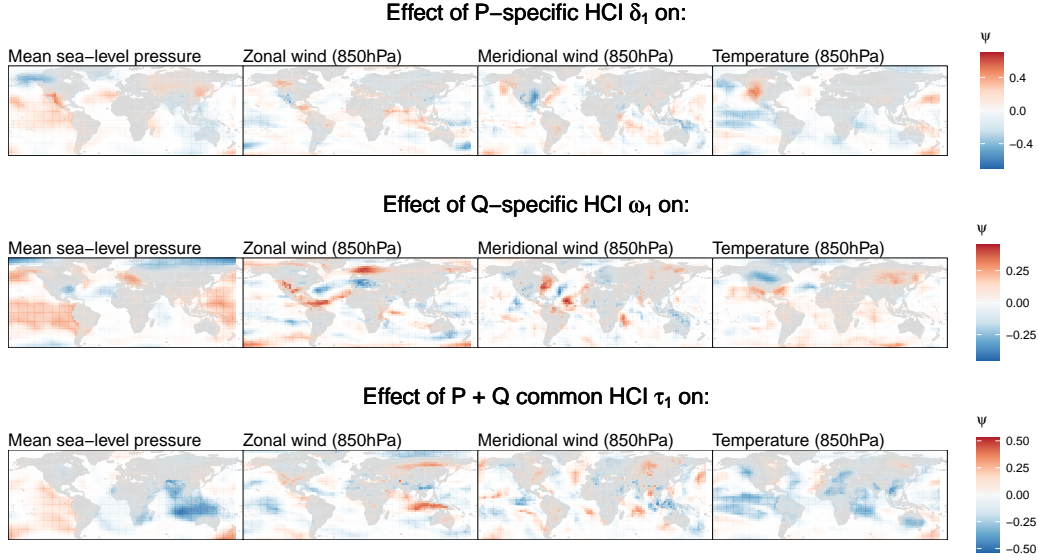 Effect of P−specific HCI δ₁ on:
Mean sea−level pressure Zonal wind (850hPa) Meridional wind (850hPa) Temperature (850hPa)
ψ
0.4
0.0
−0.4
Effect of Q−specific HCI ω₁ on:
Mean sea−level pressure Zonal wind (850hPa) Meridional wind (850hPa) Temperature (850hPa)
ψ
0.25
0.00
−0.25
Effect of P + Q common HCI τ₁ on:
Mean sea−level pressure Zonal wind (850hPa) Meridional wind (850hPa) Temperature (850hPa)
ψ
0.50
0.25
0.00
−0.25
−0.50